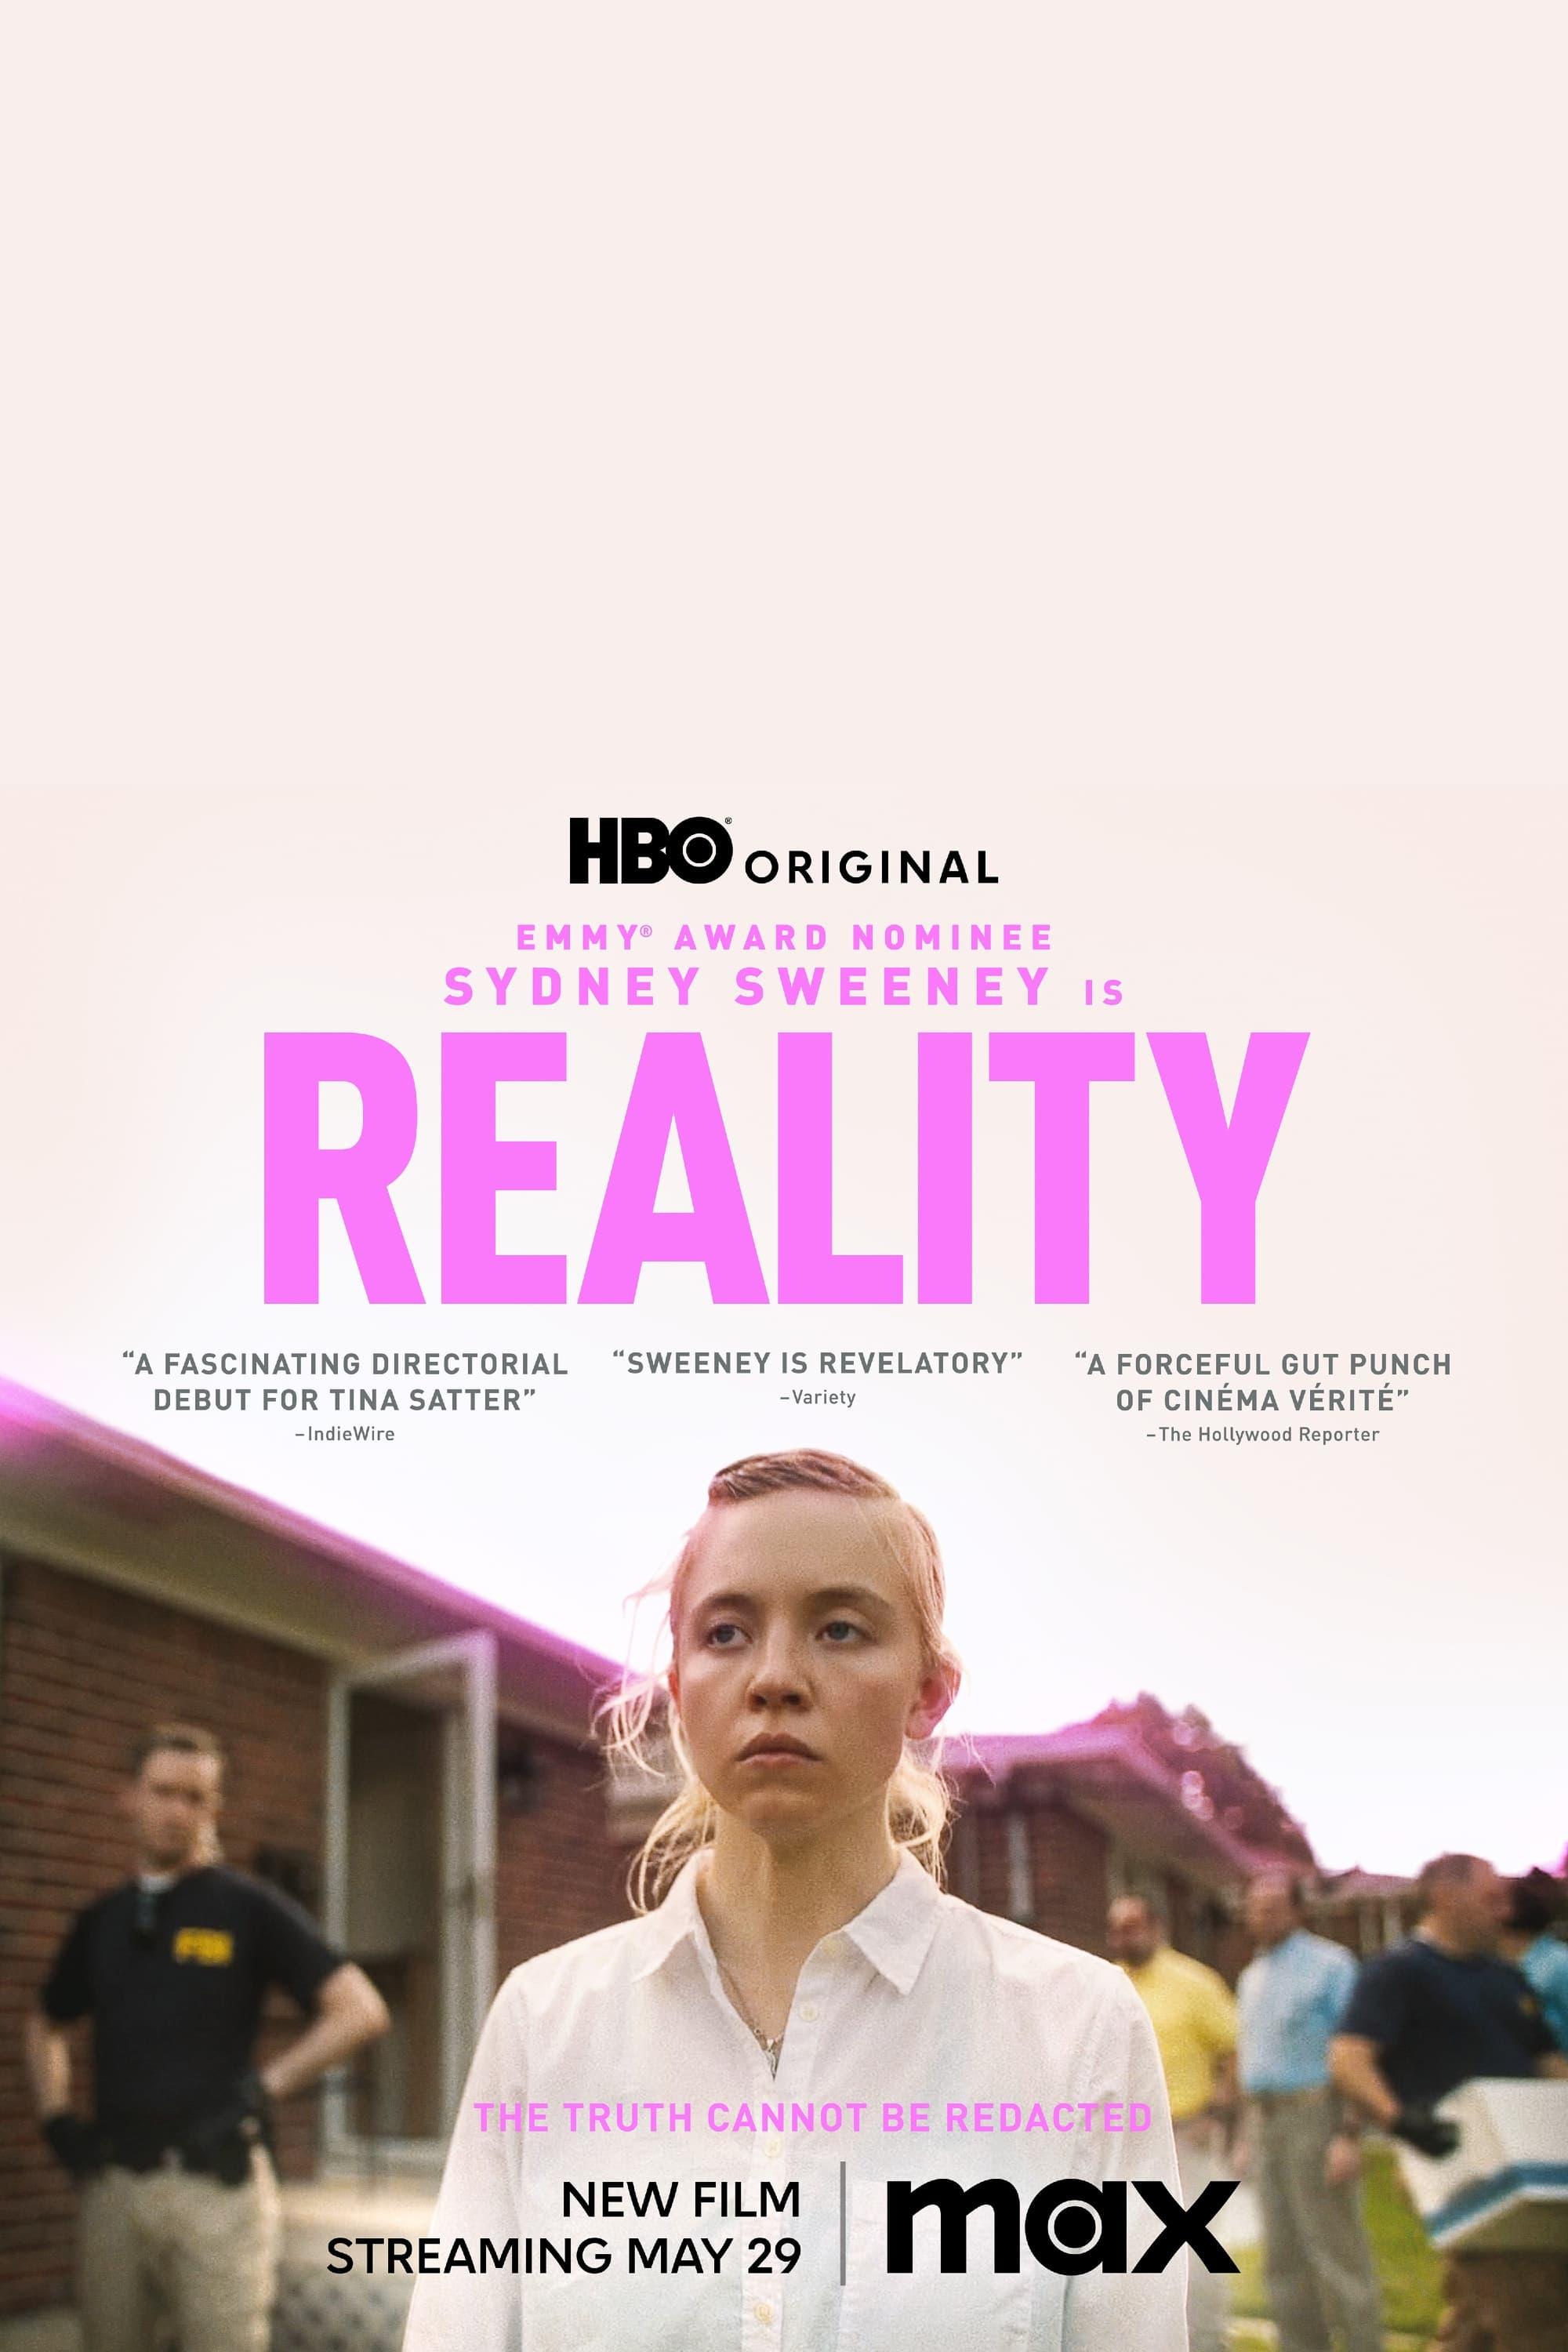 HBO® ORIGINAL
EMMY® AWARD NOMINEE
SYDNEY SWEENEY IS
REALITY
“A FASCINATING DIRECTORIAL
DEBUT FOR TINA SATTER”
–IndieWire
“SWEENEY IS REVELATORY”
–Variety
“A FORCEFUL GUT PUNCH
OF CINÉMA VÉRITÉ”
–The Hollywood Reporter
FBI
THE TRUTH CANNOT BE REDACTED
NEW FILM
STREAMING MAY 29
max